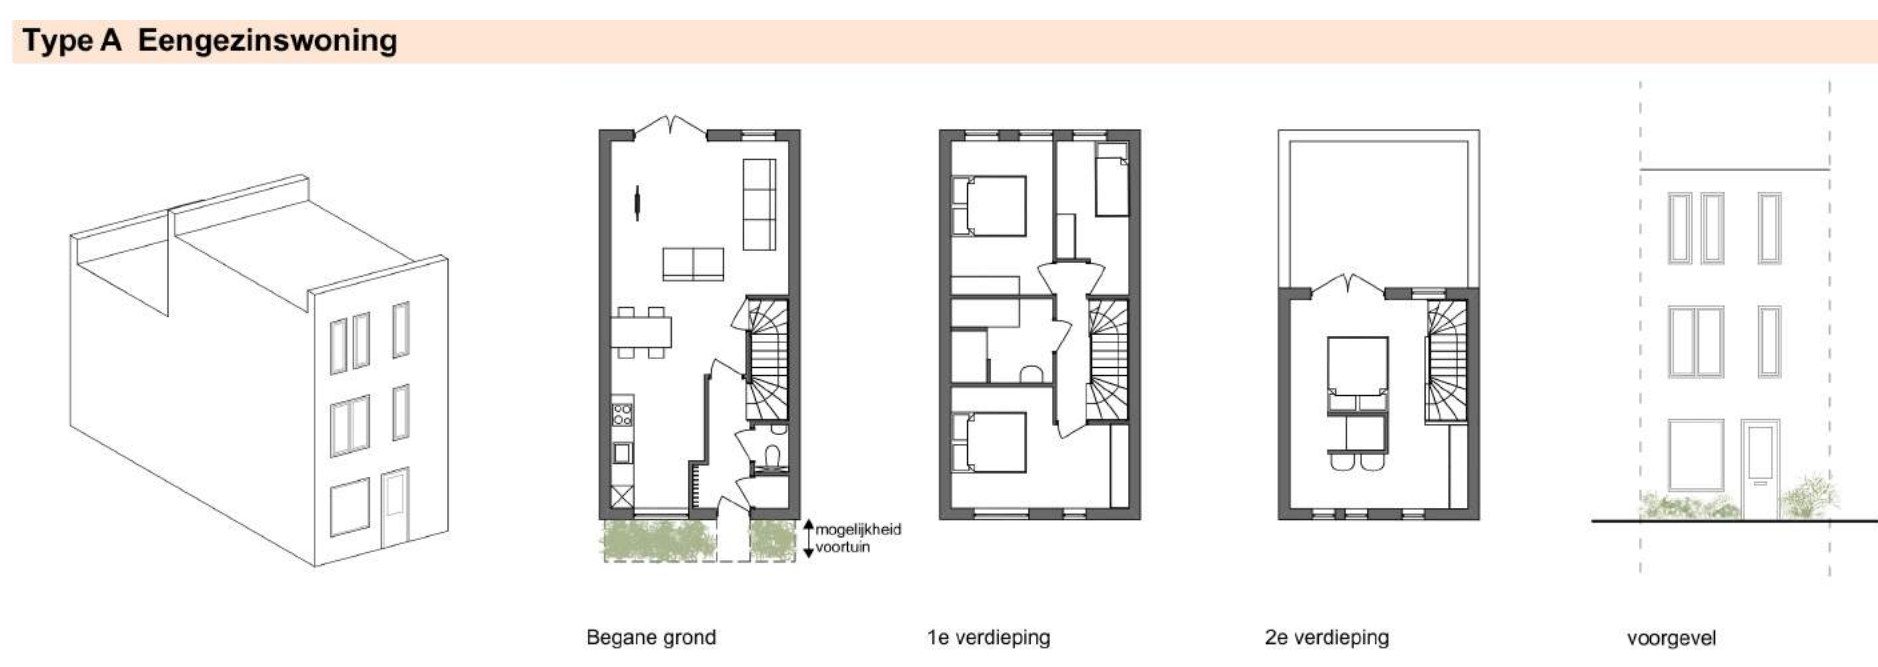 Type A Eengezinswoning
mogelijkheid
voortuin
Begane grond
1e verdieping
2e verdieping
voorgevel